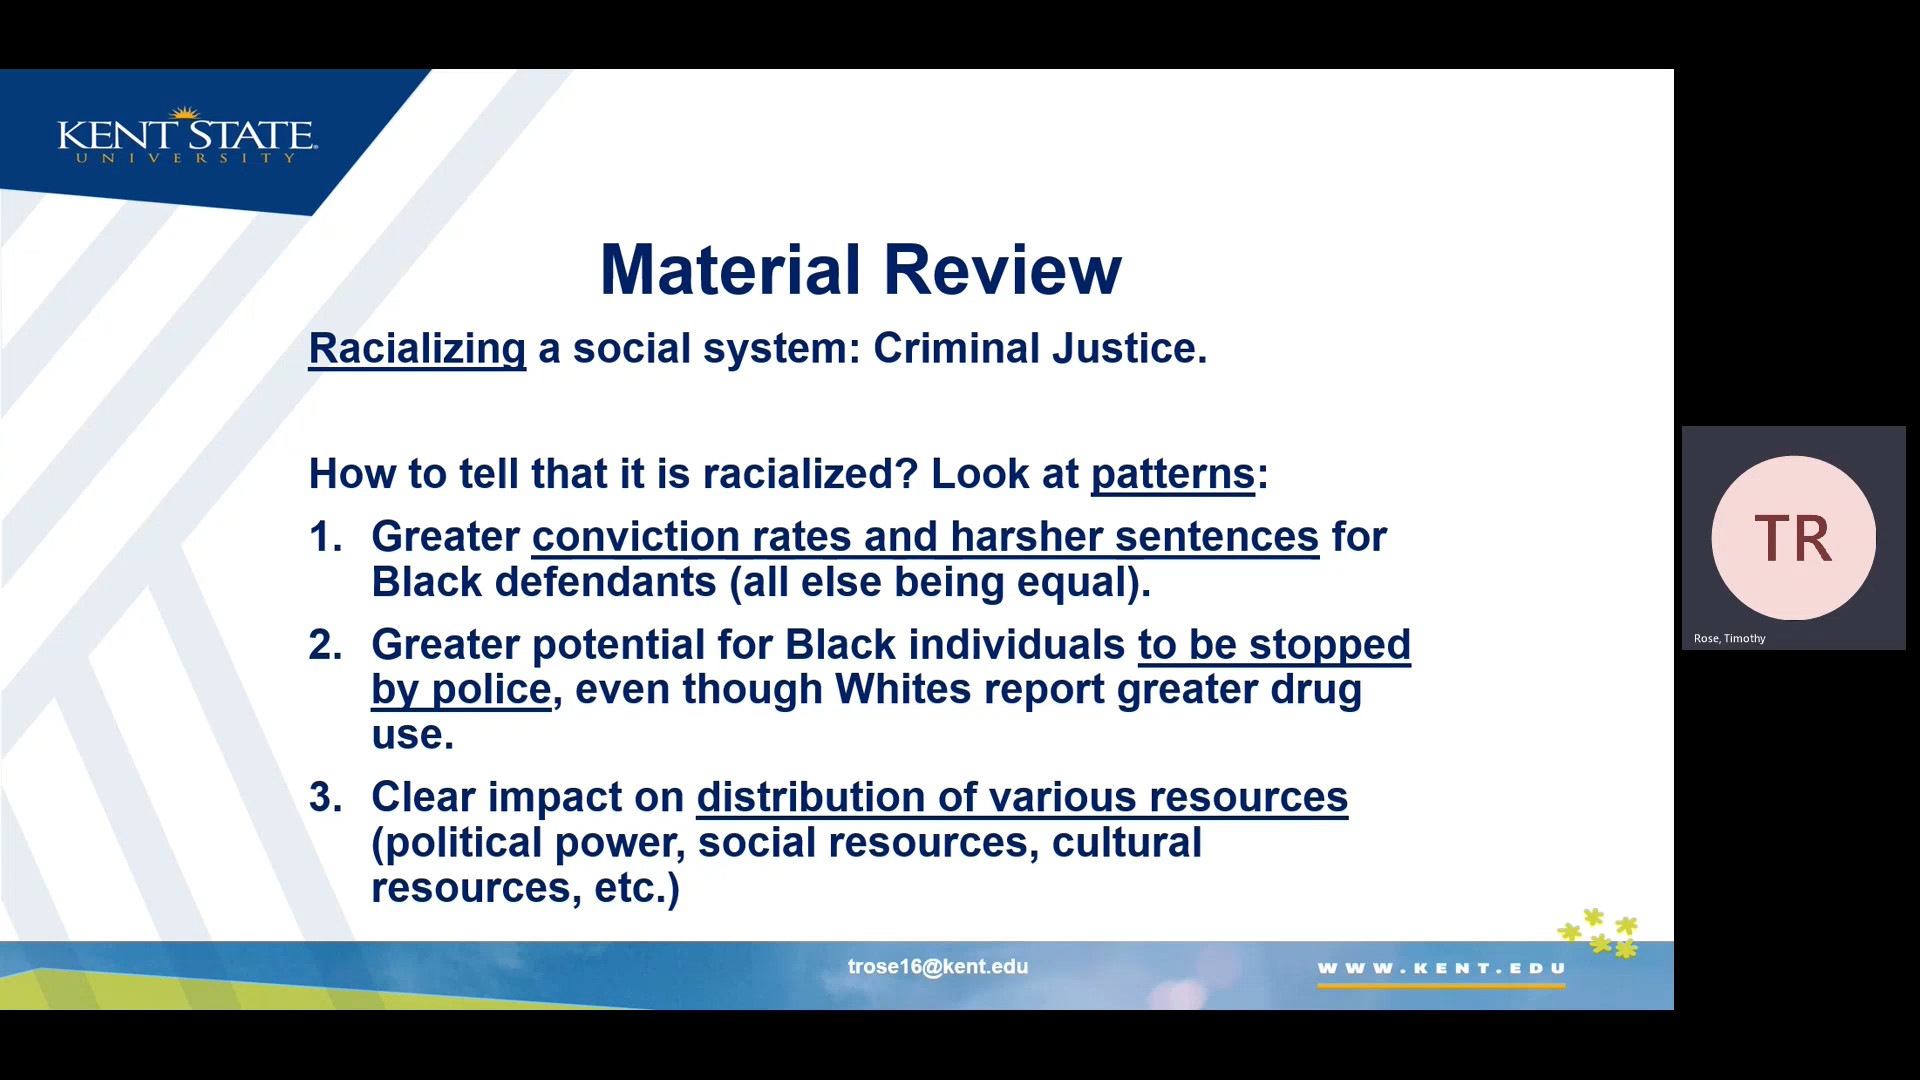 KENT STATE
UNIVERSITY
Material Review
Racializing a social system: Criminal Justice.
How to tell that it is racialized? Look at patterns:
1. Greater conviction rates and harsher sentences for
Black defendants (all else being equal).
2. Greater potential for Black individuals to be stopped
by police, even though Whites report greater drug
use.
3. Clear impact on distribution of various resources
(political power, social resources, cultural
resources, etc.)
trose16@kent.edu
WWW.KENT.EDU
TR
Rose, Timothy